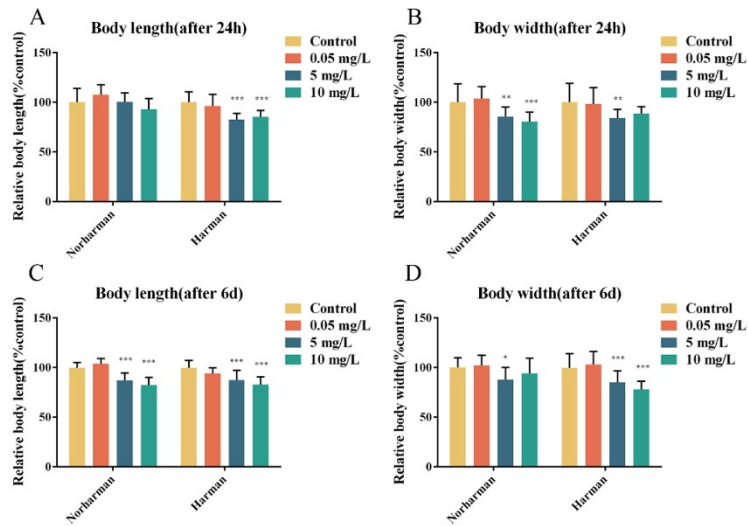 A
Body length(after 24h)
Relative body length(%control)
150
100
50
0
*** ***
Norharman
Harman
Control
0.05 mg/L
5 mg/L
10 mg/L
B
Body width(after 24h)
Relative body width(%control)
150
100
50
0
** *** **
Norharman
Harman
Control
0.05 mg/L
5 mg/L
10 mg/L
C
Body length(after 6d)
Relative body length(%control)
150
100
50
0
*** *** *** ***
Norharman
Harman
Control
0.05 mg/L
5 mg/L
10 mg/L
D
Body width(after 6d)
Relative body width(%control)
150
100
50
0
* *** ***
Norharman
Harman
Control
0.05 mg/L
5 mg/L
10 mg/L